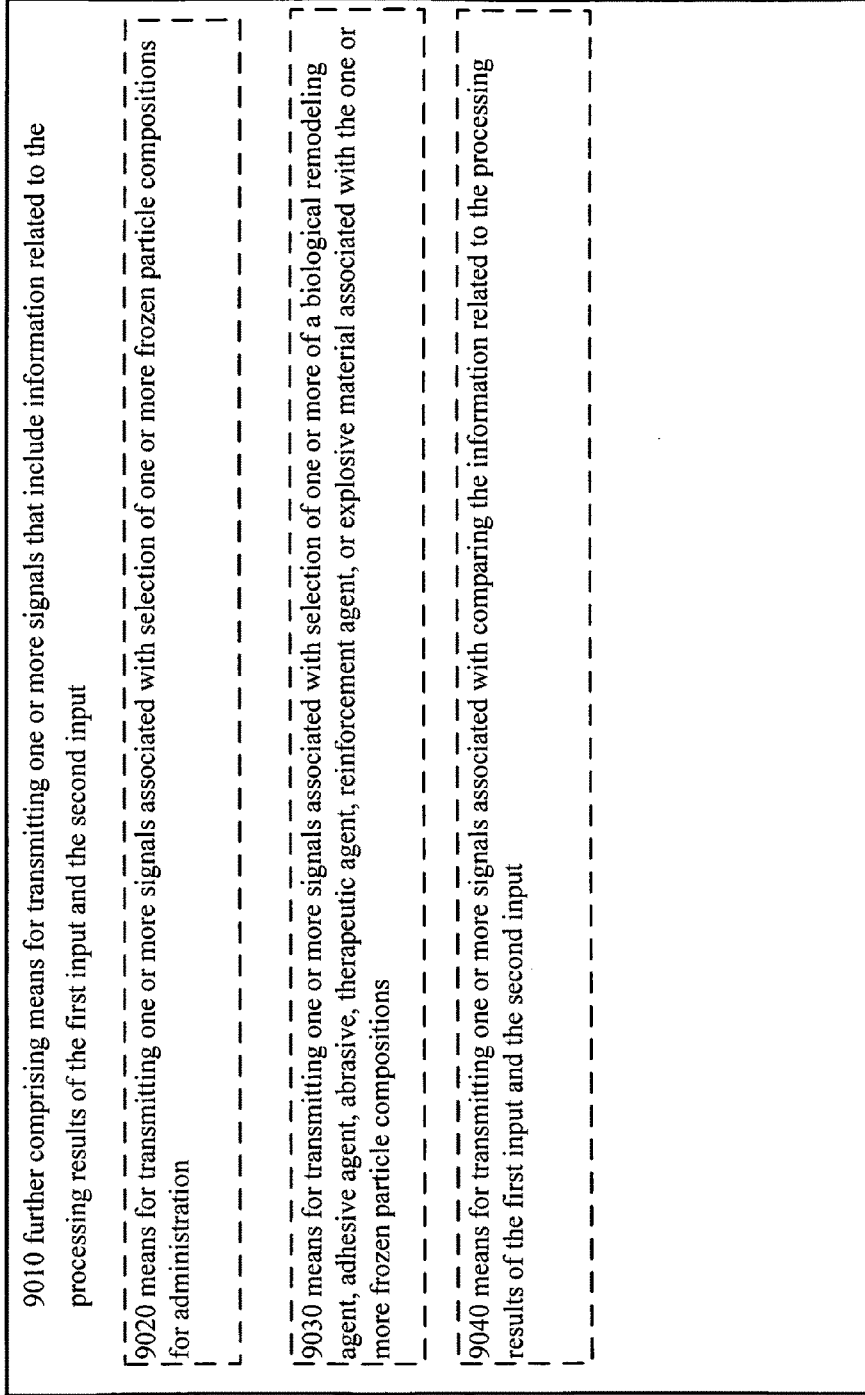 9010 further comprising means for transmitting one or more signals that include information related to the
processing results of the first input and the second input
9020 means for transmitting one or more signals associated with selection of one or more frozen particle compositions
for administration
9030 means for transmitting one or more signals associated with selection of one or more of a biological remodeling
agent, adhesive agent, abrasive, therapeutic agent, reinforcement agent, or explosive material associated with the one or
more frozen particle compositions
9040 means for transmitting one or more signals associated with comparing the information related to the processing
results of the first input and the second input